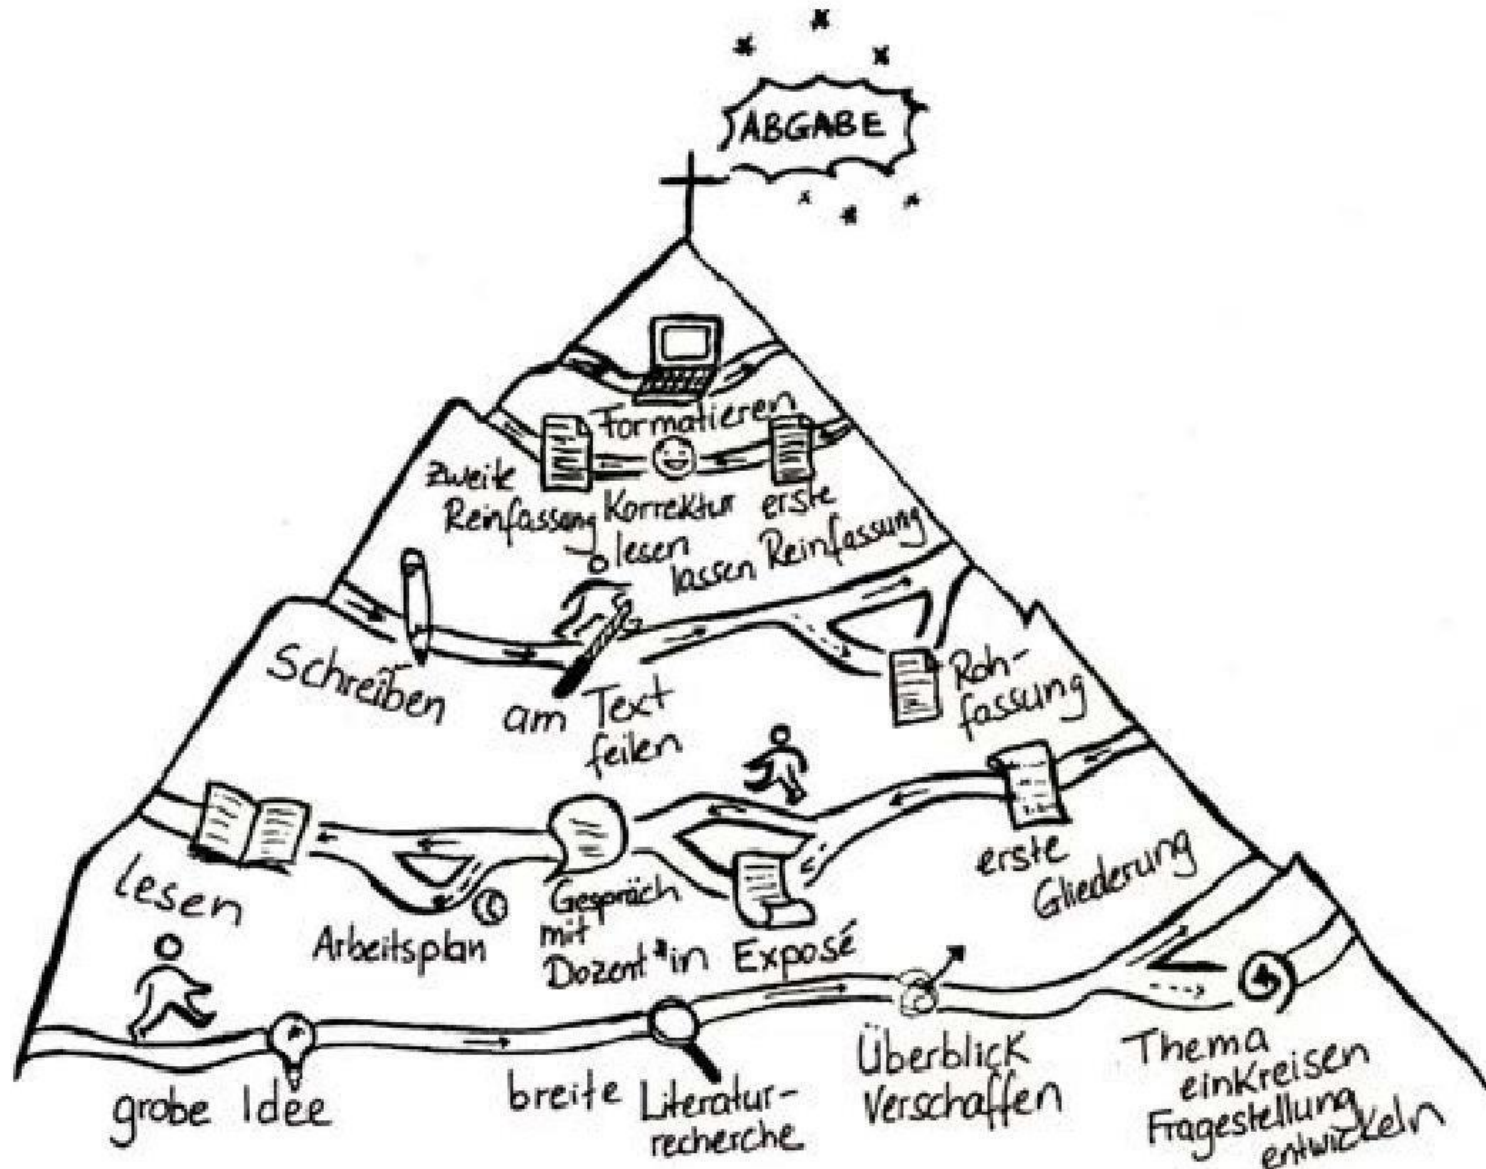 ABGABE
Formatieren
zweite
Reinfassung
Korrektur
lesen
lassen
erste
Reinfassung
Schreiben
am Text
feilen
Roh-
fassung
lesen
Arbeitsplan
Gespräch
mit
Dozent*in
Exposé
erste
Gliederung
grobe Idee
breite Literatur-
recherche
Überblick
verschaffen
Thema
einkreisen
Fragestellung
entwickeln